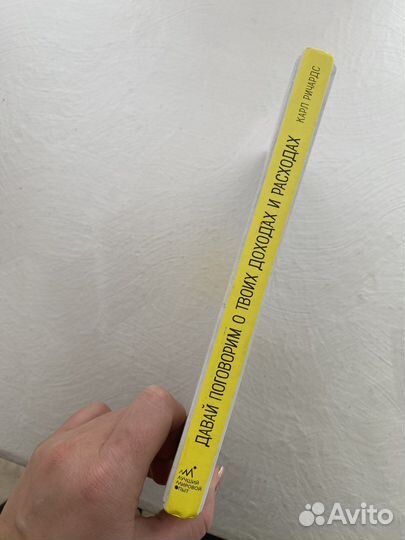 ДАВАЙ ПОГОВОРИМ О ТВОИХ ДОХОДАХ И РАСХОДАХ
КАРЛ РИЧАРДС
ЛУЧШИЙ
МИРОВОЙ
ОПЫТ
Avito